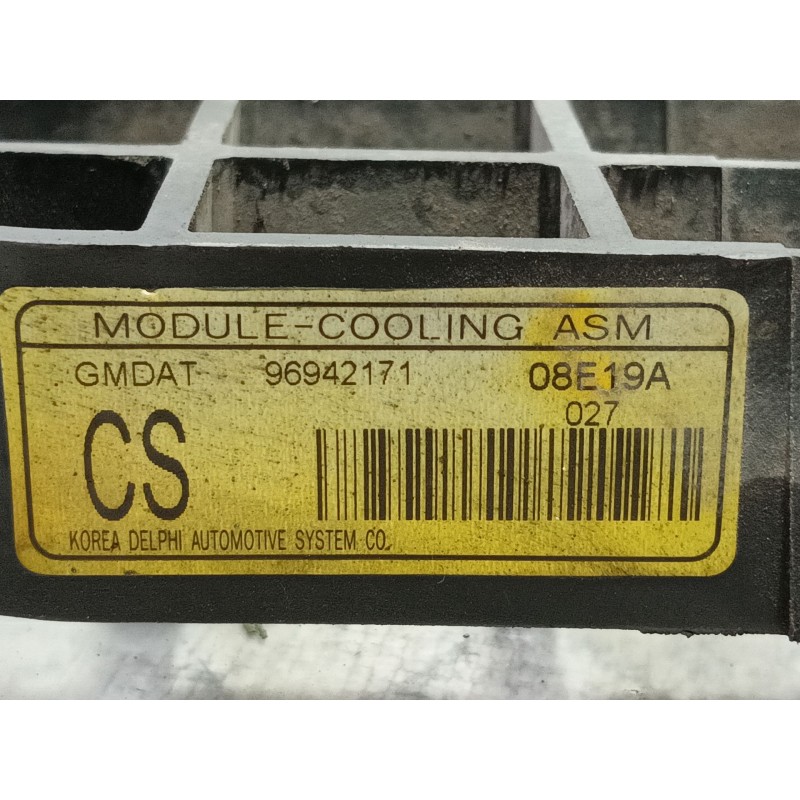 MODULE-COOLING ASM
GMDAT 96942171 08E19A
027
CS
KOREA DELPHI AUTOMOTIVE SYSTEM CO.